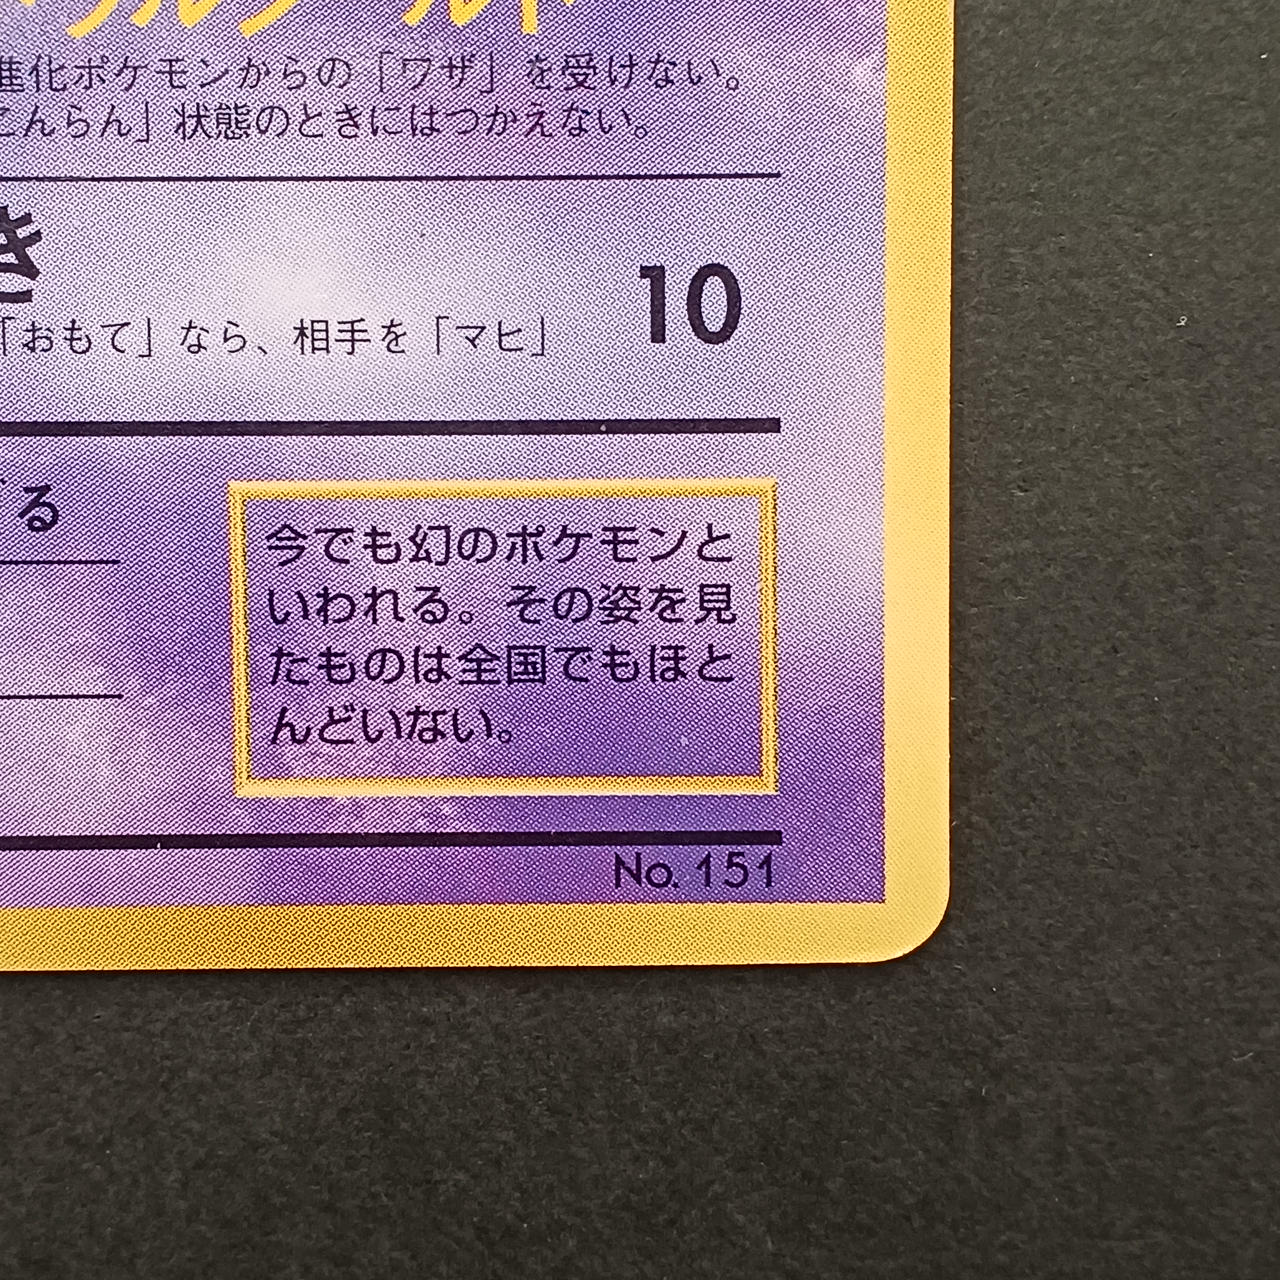 進化ポケモンからの「ワザ」を受けない。
こんらん」状態のときにはつかえない。
き
10
「おもて」なら、相手を「マヒ」
る
今でも幻のポケモンと
いわれる。その姿を見
たものは全国でもほと
んどいない。
No. 151